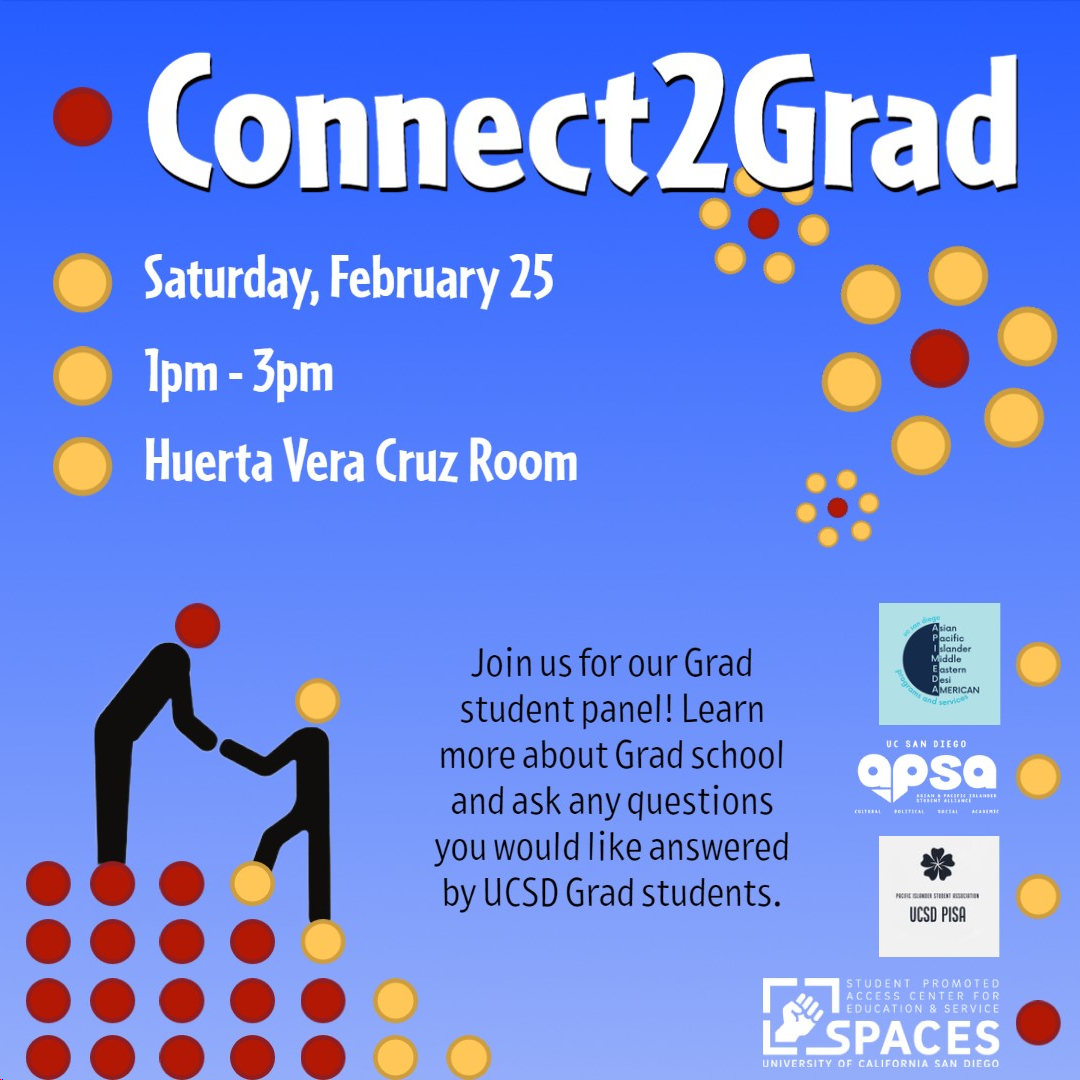 Connect2Grad
Saturday, February 25
1pm - 3pm
Huerta Vera Cruz Room
Join us for our Grad
student panel! Learn
more about Grad school
and ask any questions
you would like answered
by UCSD Grad students.
uc san diego
Asian
Pacific
Islander
Middle
Eastern
Desi
AMERICAN
programs and services
UC SAN DIEGO
apsa
ASIAN & PACIFIC ISLANDER
STUDENT ALLIANCE
CULTURAL POLITICAL SOCIAL ACADEMIC
PACIFIC ISLANDER STUDENT ASSOCIATION
UCSD PISA
STUDENT PROMOTED
ACCESS CENTER FOR
EDUCATION & SERVICE
SPACES
UNIVERSITY OF CALIFORNIA SAN DIEGO